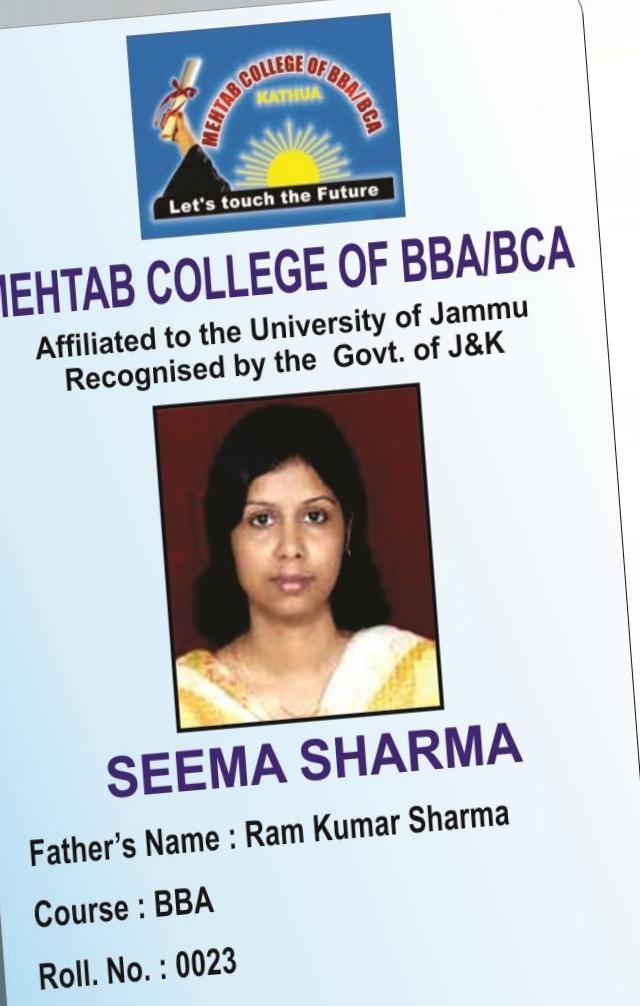 MEHTAB COLLEGE OF BBA/BCA
KATHUA
Let's touch the Future
MEHTAB COLLEGE OF BBA/BCA
Affiliated to the University of Jammu
Recognised by the Govt. of J&K
SEEMA SHARMA
Father's Name : Ram Kumar Sharma
Course : BBA
Roll. No. : 0023